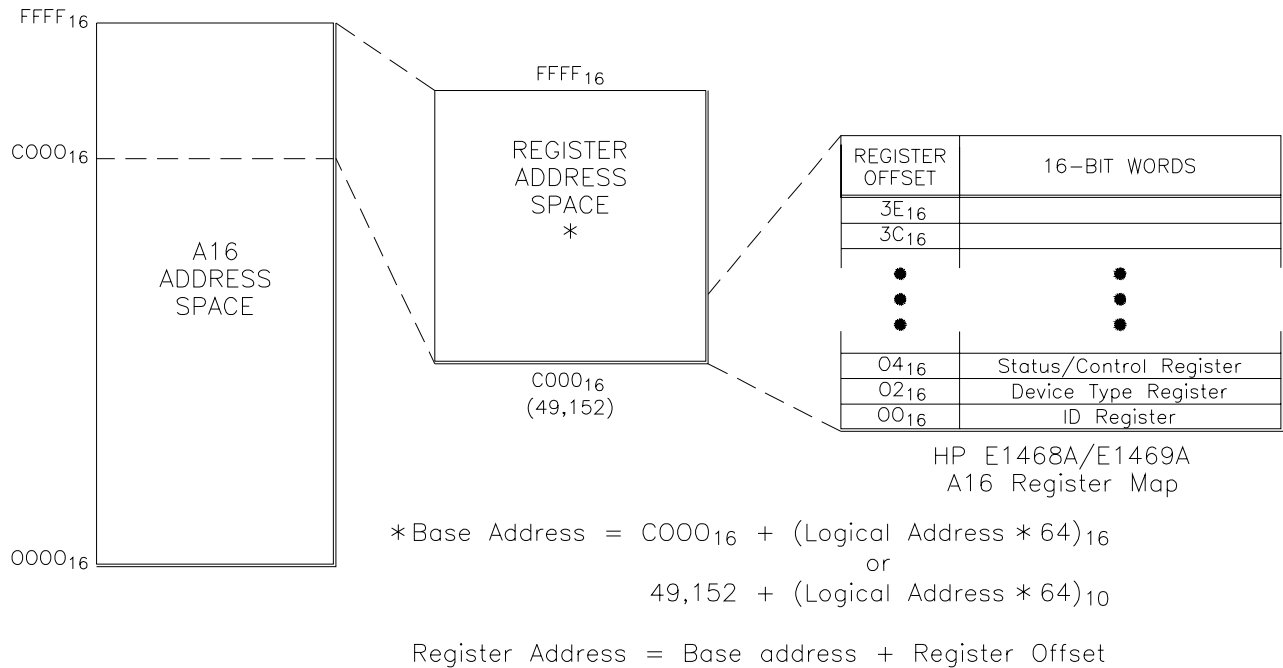 FFFF16
C00016
A16
ADDRESS
SPACE
000016
FFFF16
REGISTER
ADDRESS
SPACE
*
C00016
(49,152)
REGISTER
OFFSET
16-BIT WORDS
3E16
3C16
0416 Status/Control Register
0216 Device Type Register
0016 ID Register
HP E1468A/E1469A
A16 Register Map
*Base Address = C00016 + (Logical Address * 64)16
or
49,152 + (Logical Address * 64)10
Register Address = Base address + Register Offset